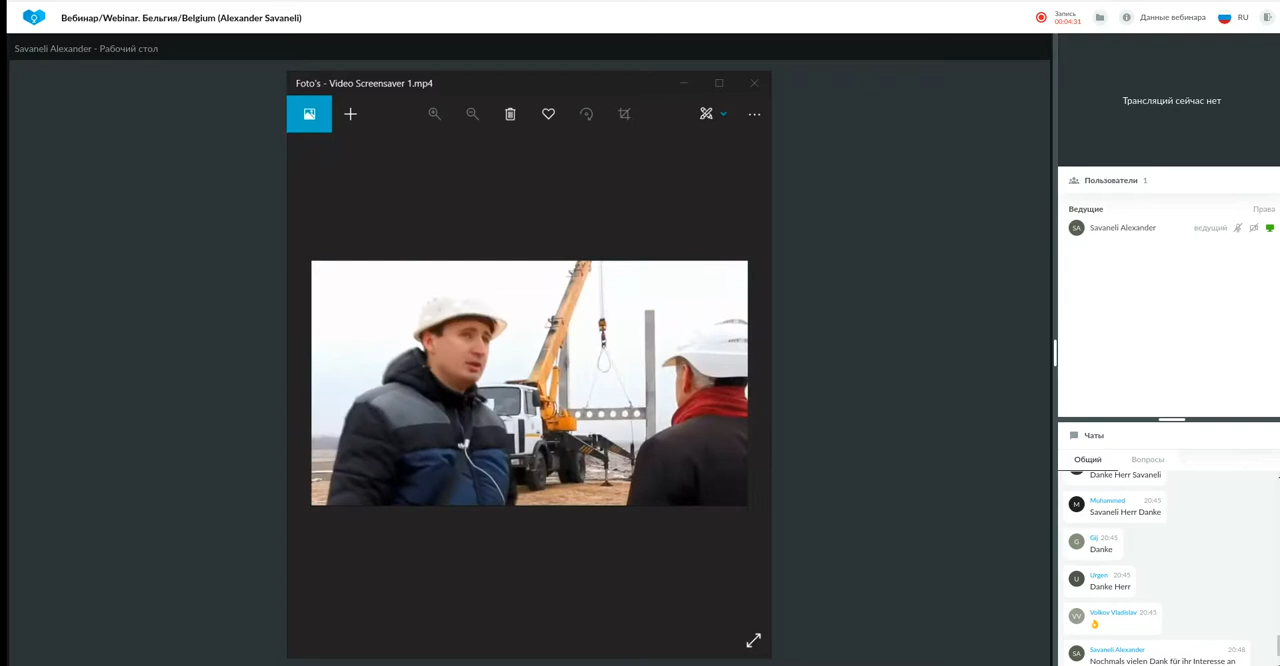 Вебинар/Webinar. Бельгия/Belgium (Alexander Savaneli)
Запись
00:04:31
Данные вебинара
RU
Savaneli Alexander - Рабочий стол
Foto's - Video Screensaver 1.mp4
Трансляций сейчас нет
Пользователи 1
Ведущие Права
SA Savaneli Alexander ведущий
Чаты
Общий Вопросы
Danke Herr Savaneli
M Muhammed 20:45
Savaneli Herr Danke
G Gij 20:45
Danke
U Urgen 20:45
Danke Herr
VV Volkov Vladislav 20:45
👌
SA Savaneli Alexander 20:48
Nochmals vielen Dank für ihr Interesse an